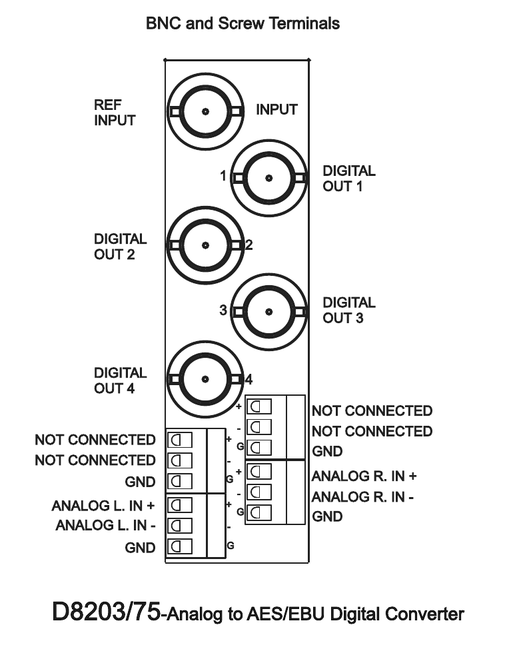 BNC and Screw Terminals
REF
INPUT
INPUT
1
DIGITAL
OUT 1
DIGITAL
OUT 2
2
3
DIGITAL
OUT 3
DIGITAL
OUT 4
4
+
NOT CONNECTED
-
NOT CONNECTED
G
GND
NOT CONNECTED
+
NOT CONNECTED
-
GND
G
+
ANALOG R. IN +
-
ANALOG R. IN -
G
GND
ANALOG L. IN +
+
ANALOG L. IN -
-
GND
G
D8203/75-Analog to AES/EBU Digital Converter